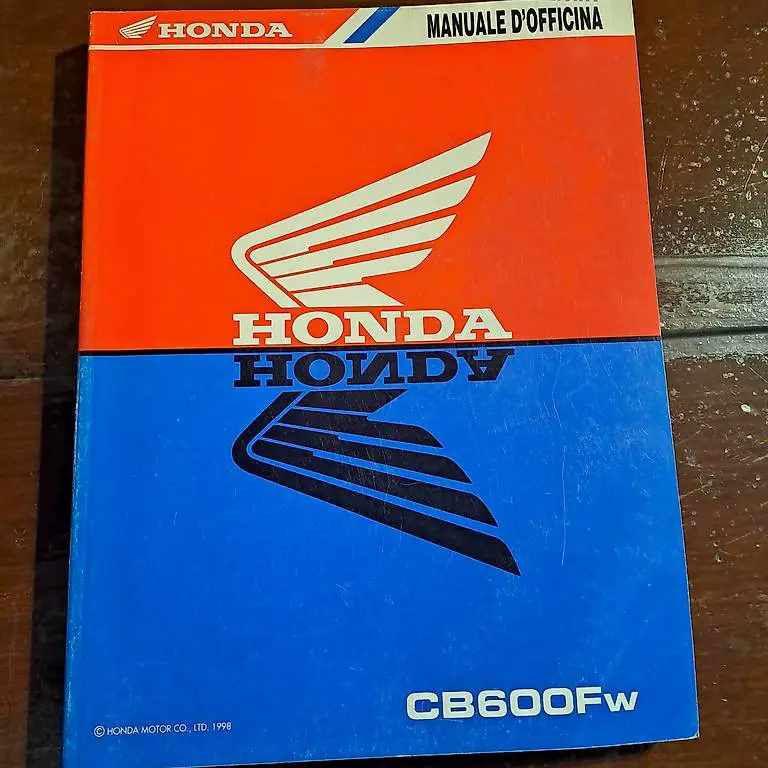 HONDA
MANUALE D'OFFICINA
HONDA
HONDA
CB600FW
© HONDA MOTOR CO., LTD. 1998